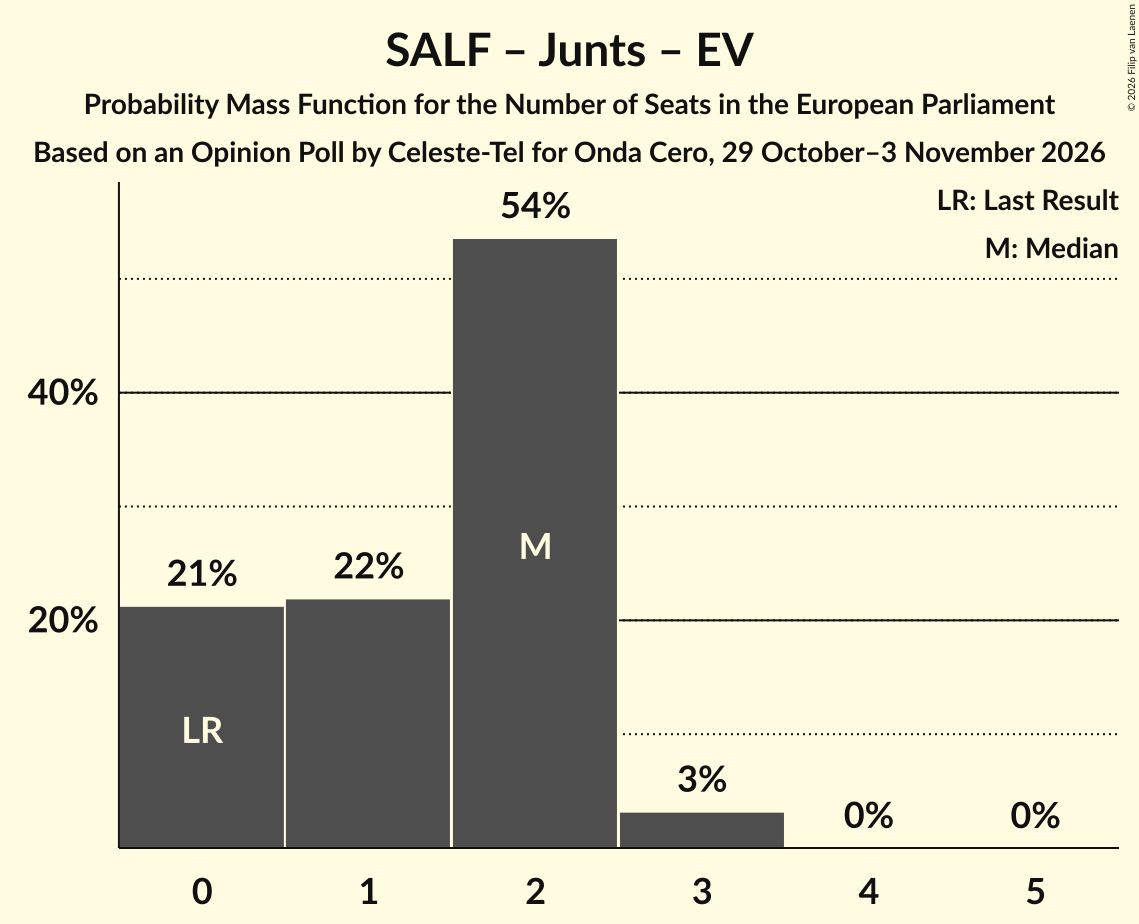 SALF – Junts – EV
Probability Mass Function for the Number of Seats in the European Parliament
Based on an Opinion Poll by Celeste-Tel for Onda Cero, 29 October–3 November 2026
© 2026 Filip van Laenen
LR: Last Result
M: Median
54%
40%
22%
21%
20%
M
LR
3%
0%
0%
0
1
2
3
4
5